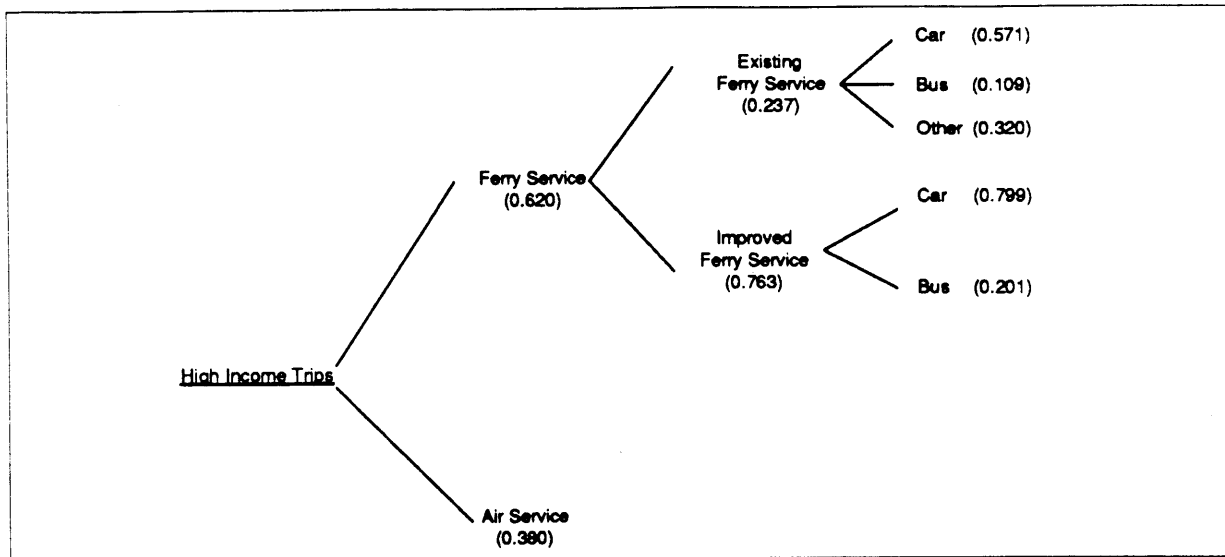 Car (0.571)
Existing
Ferry Service
(0.237)
Bus (0.109)
Other (0.320)
Ferry Service
(0.620)
Car (0.799)
Improved
Ferry Service
(0.763)
Bus (0.201)
High Income Trips
Air Service
(0.380)